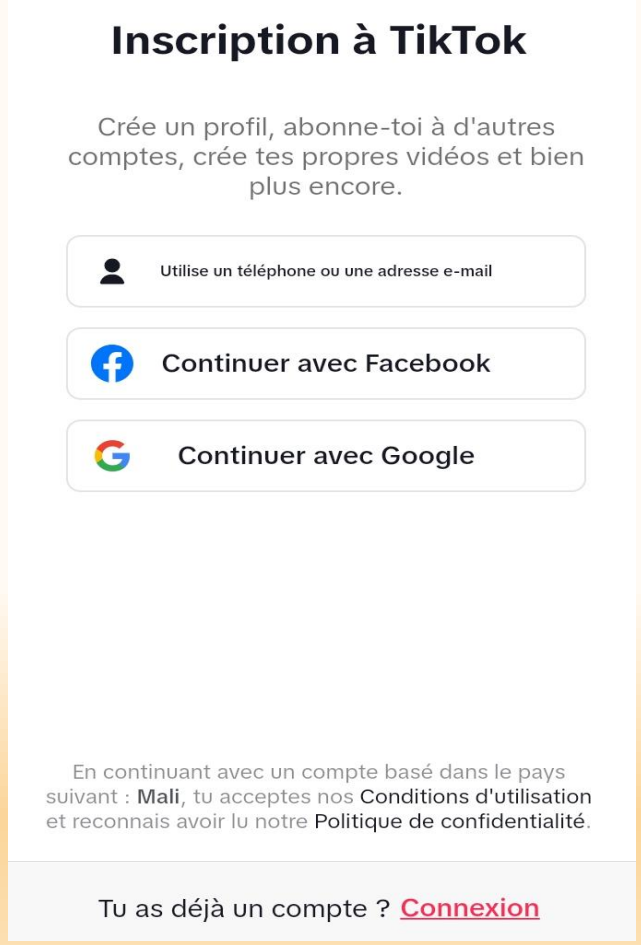 Inscription à TikTok
Crée un profil, abonne-toi à d'autres
comptes, crée tes propres vidéos et bien
plus encore.
Utilise un téléphone ou une adresse e-mail
Continuer avec Facebook
Continuer avec Google
En continuant avec un compte basé dans le pays
suivant : Mali, tu acceptes nos Conditions d'utilisation
et reconnais avoir lu notre Politique de confidentialité.
Tu as déjà un compte ? Connexion